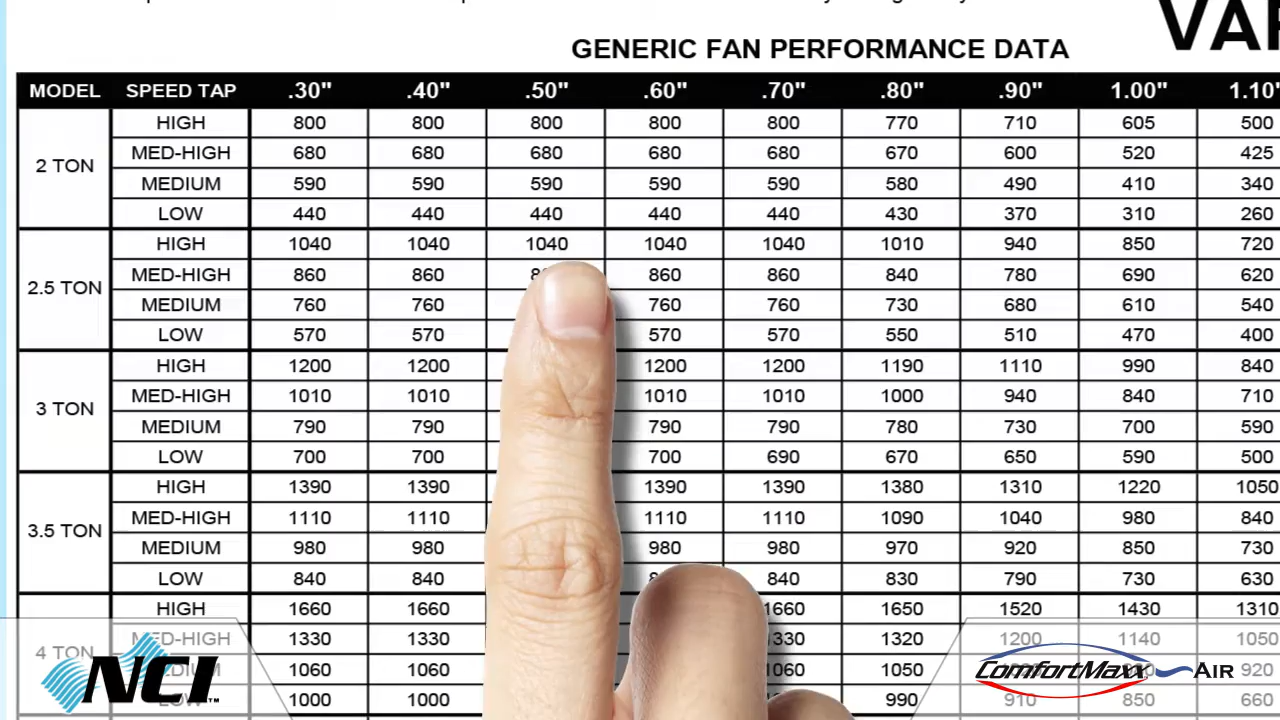 VAR
GENERIC FAN PERFORMANCE DATA
MODEL SPEED TAP .30" .40" .50" .60" .70" .80" .90" 1.00" 1.10"
HIGH 800 800 800 800 800 770 710 605 500
MED-HIGH 680 680 680 680 680 670 600 520 425
2 TON
MEDIUM 590 590 590 590 590 580 490 410 340
LOW 440 440 440 440 440 430 370 310 260
HIGH 1040 1040 1040 1040 1040 1010 940 850 720
MED-HIGH 860 860 860 860 840 780 690 620
2.5 TON
MEDIUM 760 760 760 760 730 680 610 540
LOW 570 570 570 570 550 510 470 400
HIGH 1200 1200 1200 1200 1190 1110 990 840
MED-HIGH 1010 1010 1010 1010 1000 940 840 710
3 TON
MEDIUM 790 790 790 790 780 730 700 590
LOW 700 700 700 690 670 650 590 500
HIGH 1390 1390 1390 1390 1380 1310 1220 1050
MED-HIGH 1110 1110 1110 1110 1090 1040 980 840
3.5 TON
MEDIUM 980 980 980 980 970 920 850 730
LOW 840 840 840 830 790 730 630
HIGH 1660 1660 1660 1650 1520 1430 1310
MED-HIGH 1330 1330 1320 1200 1140 1050
4 TON
MEDIUM 1060 1060 1060 1050 920
LOW 1000 1000 990 910 850 660
NCI™
ComfortMaxx AIR